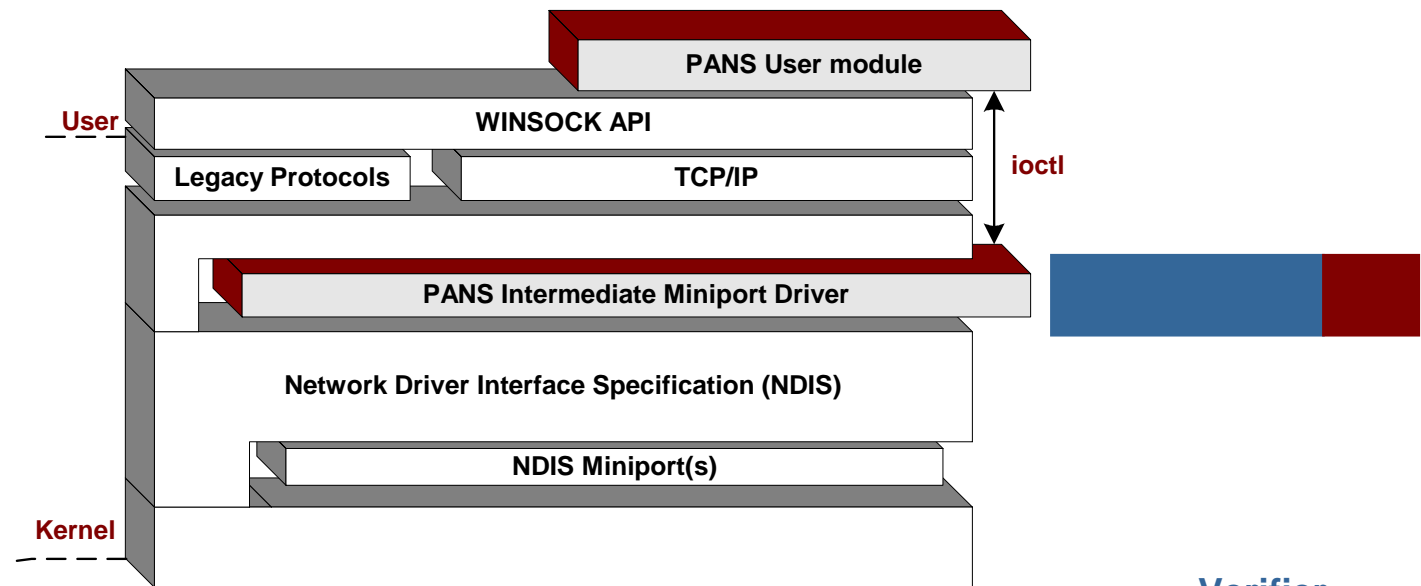 PANS User module
User
WINSOCK API
Legacy Protocols
TCP/IP
ioctl
PANS Intermediate Miniport Driver
Network Driver Interface Specification (NDIS)
NDIS Miniport(s)
Kernel